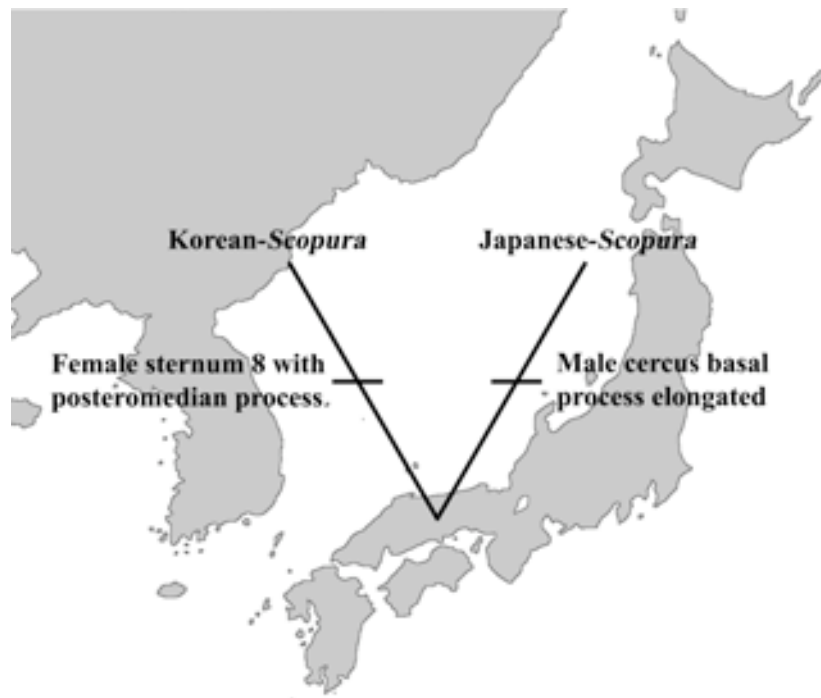 Korean-Scopura
Japanese-Scopura
Female sternum 8 with
posteromedian process.
Male cercus basal
process elongated